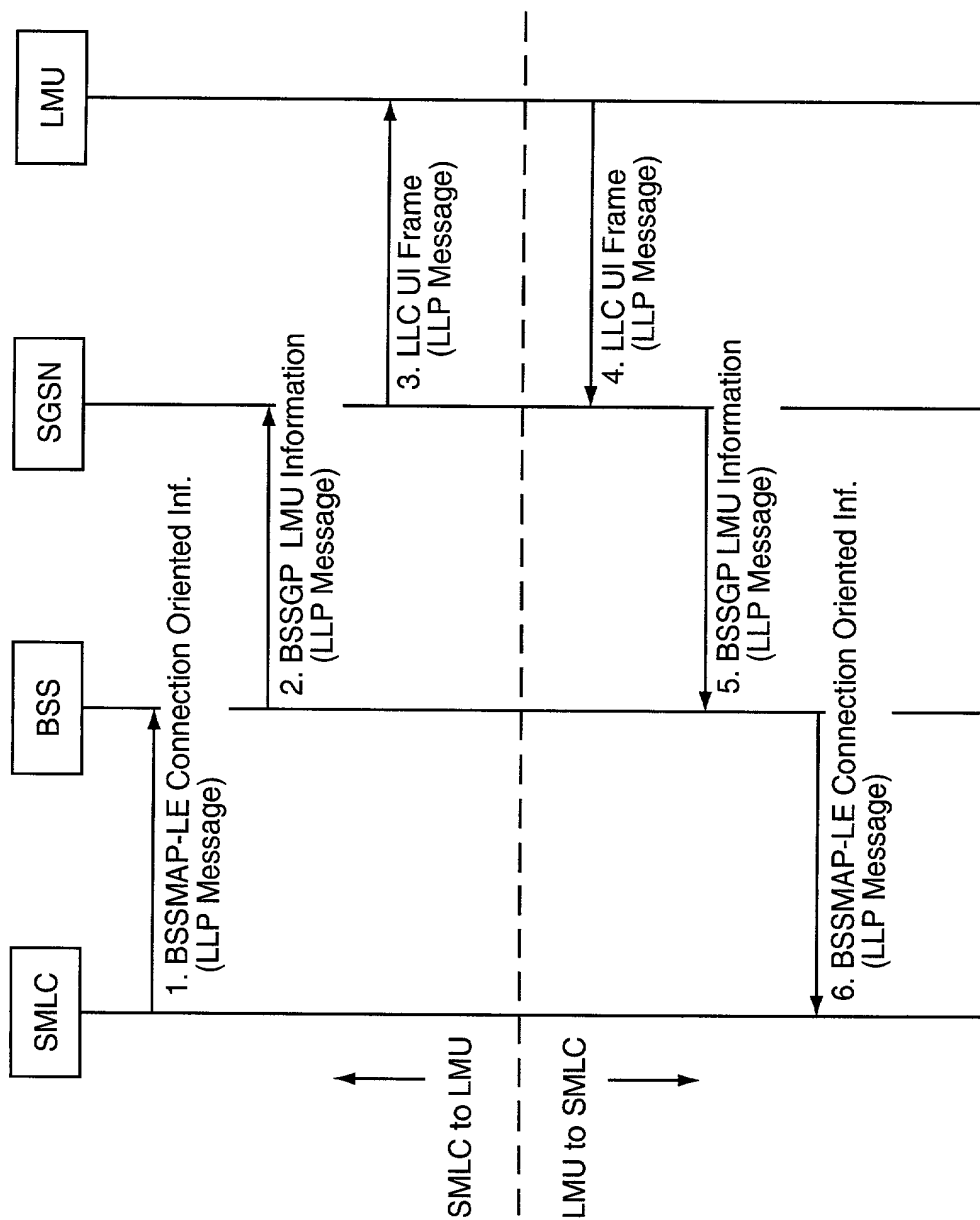 SMLC
BSS
SGSN
LMU
1. BSSMAP-LE Connection Oriented Inf.
(LLP Message)
2. BSSGP LMU Information
(LLP Message)
3. LLC UI Frame
(LLP Message)
SMLC to LMU
LMU to SMLC
4. LLC UI Frame
(LLP Message)
5. BSSGP LMU Information
(LLP Message)
6. BSSMAP-LE Connection Oriented Inf.
(LLP Message)